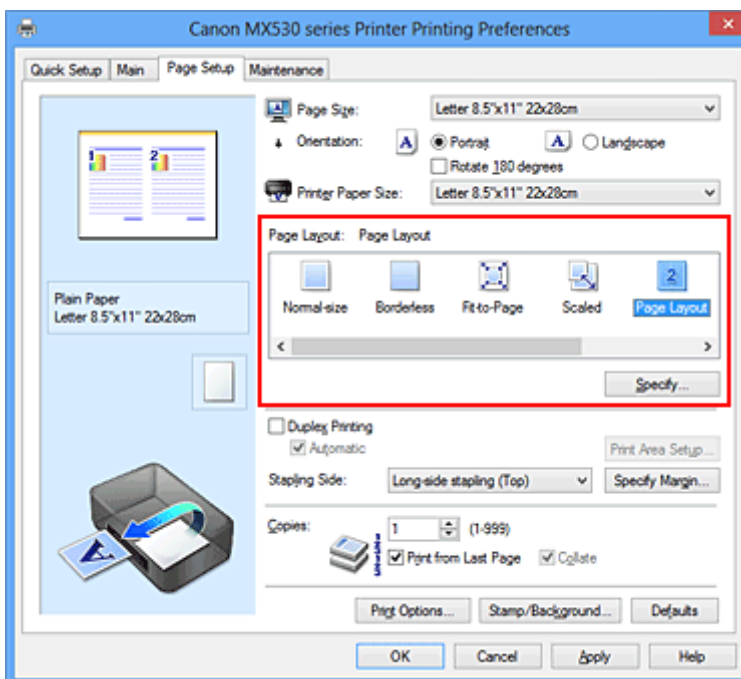 Canon MX530 series Printer Printing Preferences
Quick Setup Main Page Setup Maintenance
1 2
Plain Paper
Letter 8.5"x11" 22x28cm
Page Size: Letter 8.5"x11" 22x28cm
Orientation: A Portrait A Landscape
Rotate 180 degrees
Printer Paper Size: Letter 8.5"x11" 22x28cm
Page Layout: Page Layout
2
Normal-size Borderless Fit-to-Page Scaled Page Layout
Specify...
Duplex Printing
Automatic
Print Area Setup...
Stapling Side: Long-side stapling (Top) Specify Margin...
Copies: 1 (1-999)
Print from Last Page Collate
A
Print Options... Stamp/Background... Defaults
OK Cancel Apply Help